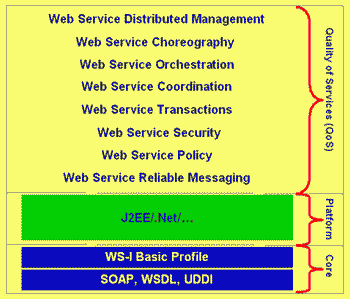 Web Service Distributed Management
Web Service Choreography
Web Service Orchestration
Web Service Coordination
Web Service Transactions
Web Service Security
Web Service Policy
Web Service Reliable Messaging
Quality of Services (QoS)
J2EE/.Net/...
Platform
WS-I Basic Profile
SOAP, WSDL, UDDI
Core